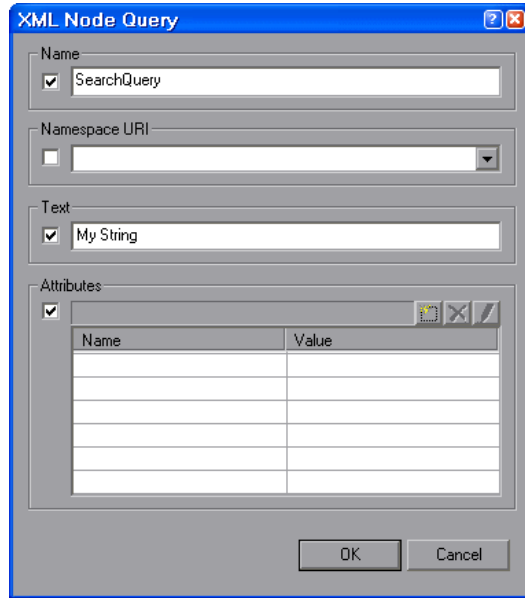 XML Node Query
Name
SearchQuery
Namespace URI
Text
My String
Attributes
Name Value
OK Cancel